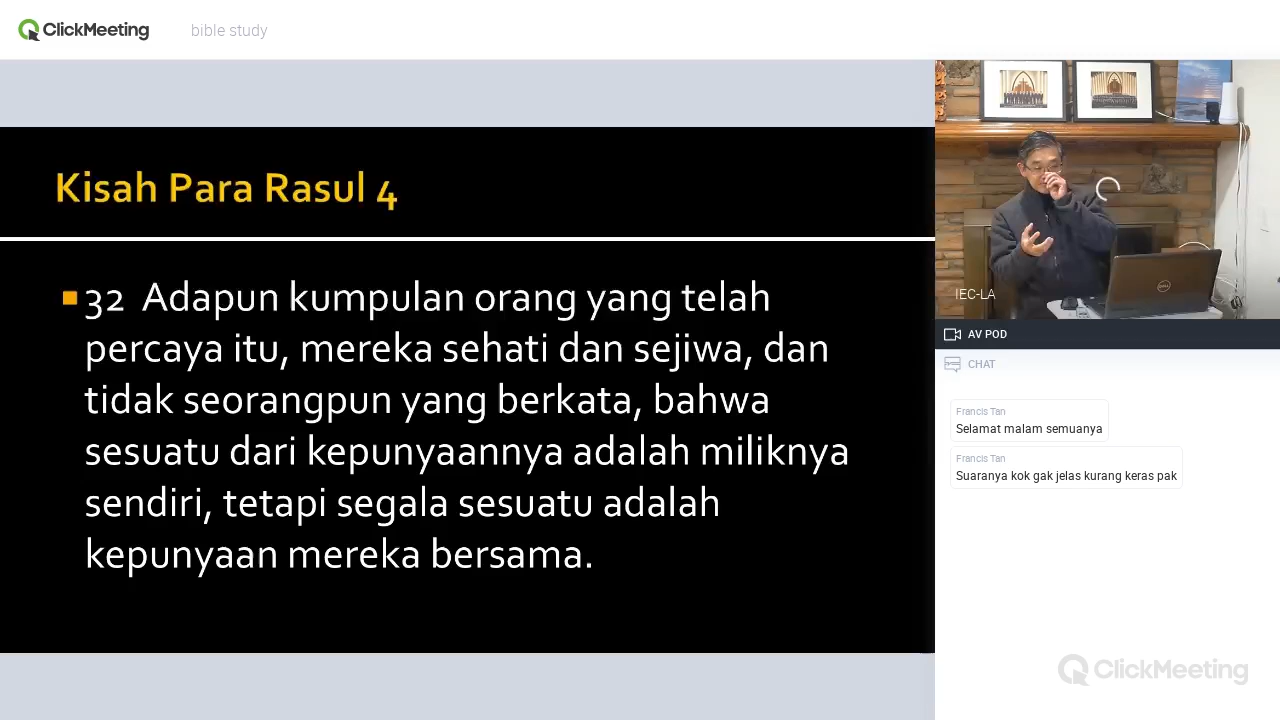 ClickMeeting
bible study
Kisah Para Rasul 4
32 Adapun kumpulan orang yang telah
percaya itu, mereka sehati dan sejiwa, dan
tidak seorangpun yang berkata, bahwa
sesuatu dari kepunyaannya adalah miliknya
sendiri, tetapi segala sesuatu adalah
kepunyaan mereka bersama.
IEC-LA
AV POD
CHAT
Francis Tan
Selamat malam semuanya
Francis Tan
Suaranya kok gak jelas kurang keras pak
ClickMeeting